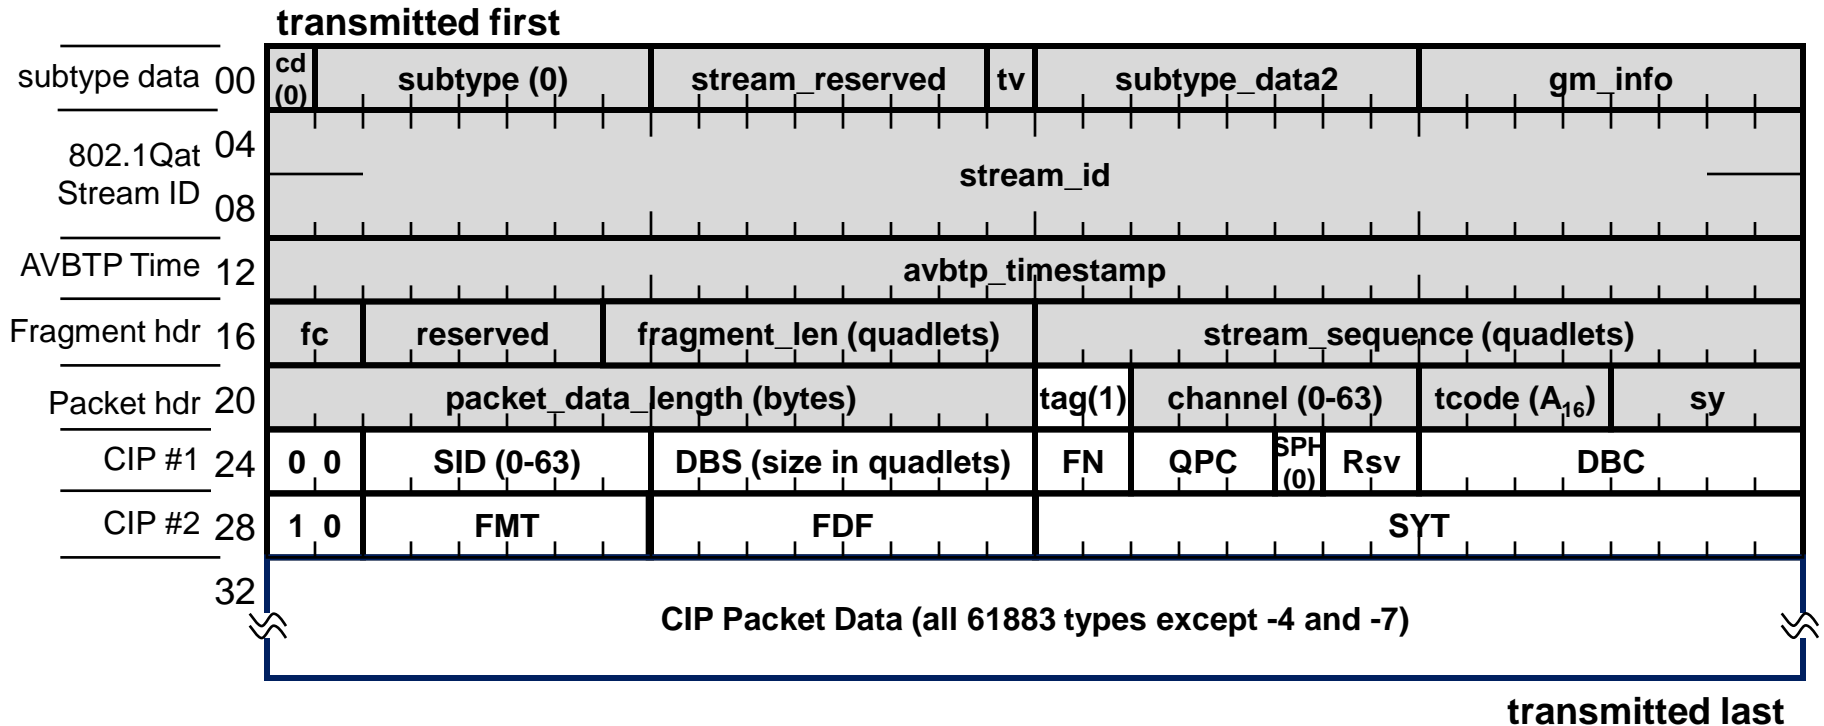 transmitted first
subtype data 00 cd (0) subtype (0) stream_reserved tv subtype_data2 gm_info
802.1Qat Stream ID 04 08 stream_id
AVBTP Time 12 avbtp_timestamp
Fragment hdr 16 fc reserved fragment_len (quadlets) stream_sequence (quadlets)
Packet hdr 20 packet_data_length (bytes) tag(1) channel (0-63) tcode (A16) sy
CIP #1 24 0 0 SID (0-63) DBS (size in quadlets) FN QPC SPH (0) Rsv DBC
CIP #2 28 1 0 FMT FDF SYT
32 CIP Packet Data (all 61883 types except -4 and -7)
transmitted last